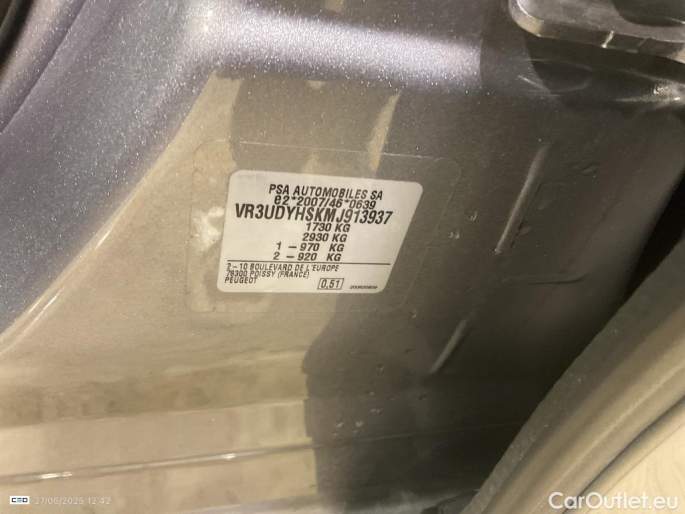 PSA AUTOMOBILES SA
e2*2007/46*0639
VR3UDYHSKMJ913937
1730 KG
2930 KG
1 - 970 KG
2 - 920 KG
2 - 10 BOULEVARD DE L'EUROPE
78300 POISSY (FRANCE)
PEUGEOT
0,51
27/06/2025 12:42
CarOutlet.eu